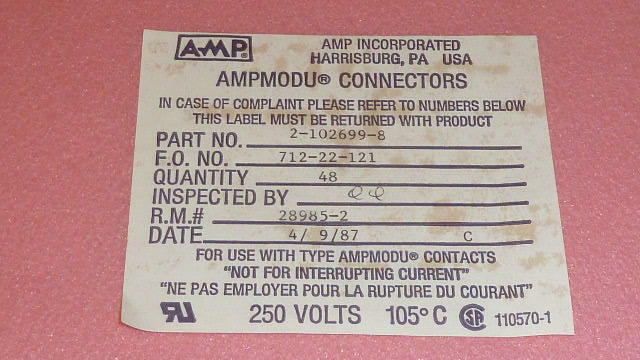 AMP
AMP INCORPORATED
HARRISBURG, PA USA
AMPMODU® CONNECTORS
IN CASE OF COMPLAINT PLEASE REFER TO NUMBERS BELOW
THIS LABEL MUST BE RETURNED WITH PRODUCT
PART NO. 2-102699-8
F.O. NO. 712-22-121
QUANTITY 48
INSPECTED BY
R.M.# 28985-2
DATE 4/ 9/87 C
FOR USE WITH TYPE AMPMODU® CONTACTS
"NOT FOR INTERRUPTING CURRENT"
"NE PAS EMPLOYER POUR LA RUPTURE DU COURANT"
RU 250 VOLTS 105° C SA 110570-1